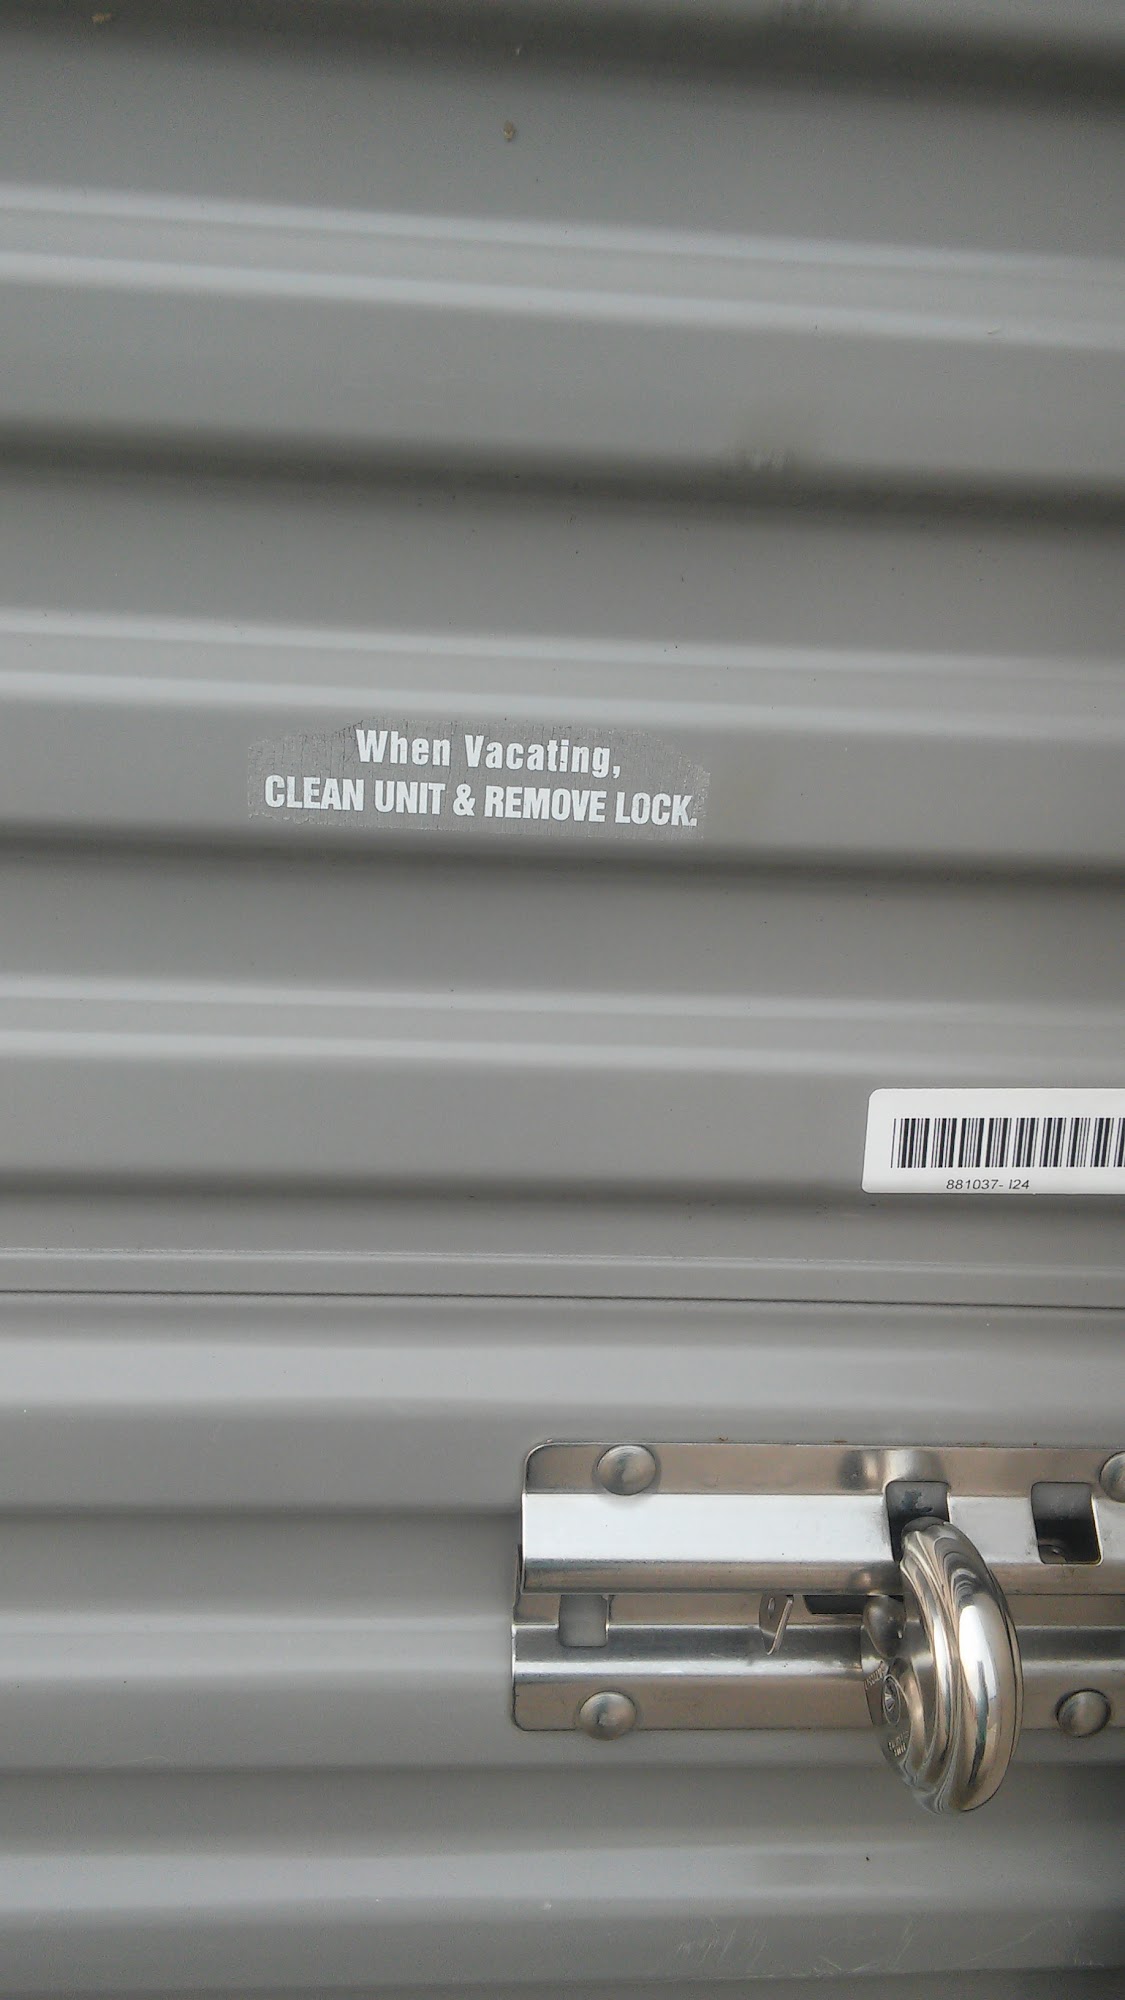 When Vacating,
CLEAN UNIT & REMOVE LOCK.
881037- I24